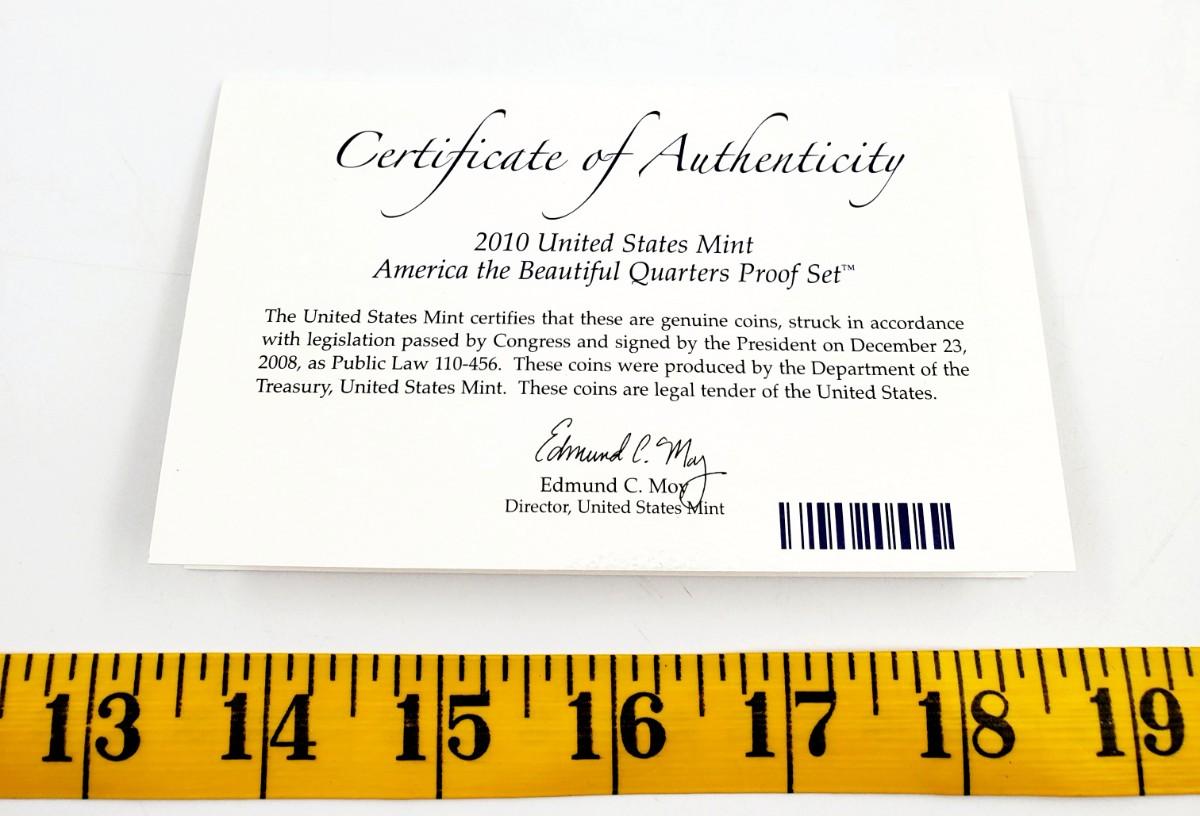 Certificate of Authenticity
2010 United States Mint
America the Beautiful Quarters Proof Set™
The United States Mint certifies that these are genuine coins, struck in accordance
with legislation passed by Congress and signed by the President on December 23,
2008, as Public Law 110-456. These coins were produced by the Department of the
Treasury, United States Mint. These coins are legal tender of the United States.
Edmund C. Moy
Edmund C. Moy
Director, United States Mint
13 14 15 16 17 18 19